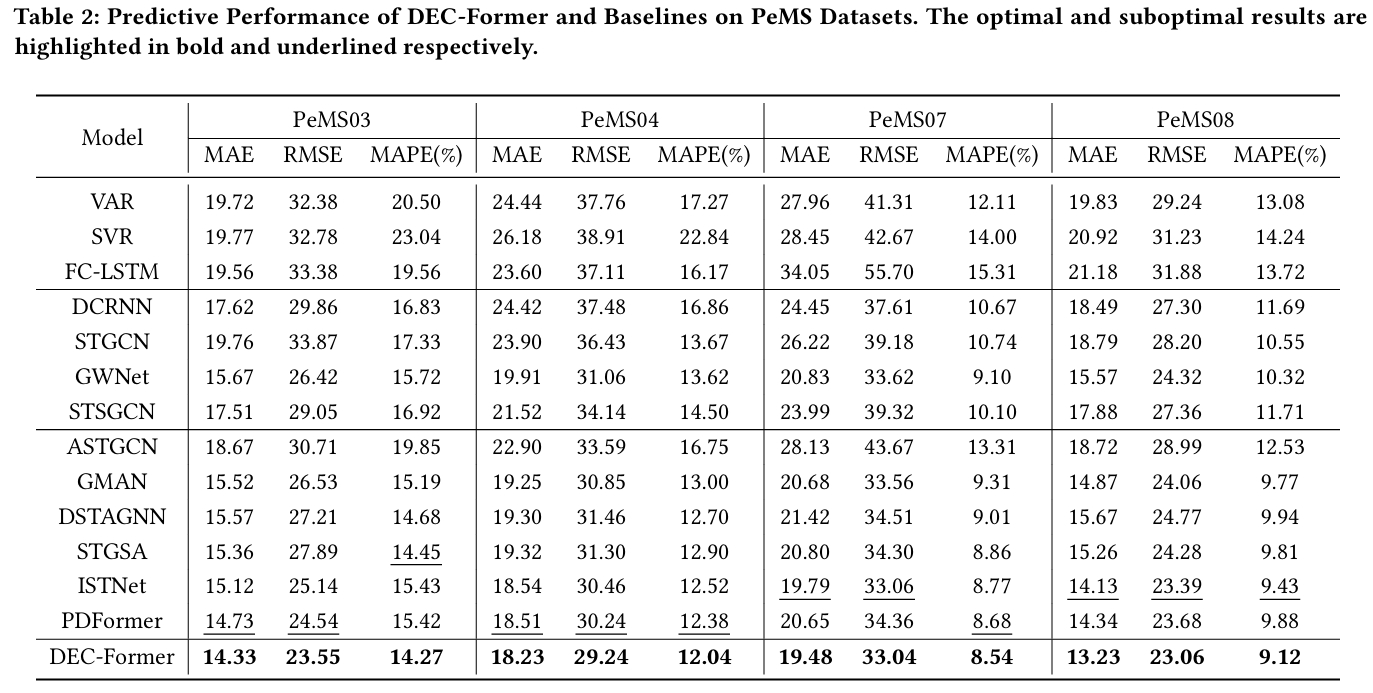 Table 2: Predictive Performance of DEC-Former and Baselines on PeMS Datasets. The optimal and suboptimal results are
highlighted in bold and underlined respectively.
Model PeMS03 PeMS04 PeMS07 PeMS08
MAE RMSE MAPE(%) MAE RMSE MAPE(%) MAE RMSE MAPE(%) MAE RMSE MAPE(%)
VAR 19.72 32.38 20.50 24.44 37.76 17.27 27.96 41.31 12.11 19.83 29.24 13.08
SVR 19.77 32.78 23.04 26.18 38.91 22.84 28.45 42.67 14.00 20.92 31.23 14.24
FC-LSTM 19.56 33.38 19.56 23.60 37.11 16.17 34.05 55.70 15.31 21.18 31.88 13.72
DCRNN 17.62 29.86 16.83 24.42 37.48 16.86 24.45 37.61 10.67 18.49 27.30 11.69
STGCN 19.76 33.87 17.33 23.90 36.43 13.67 26.22 39.18 10.74 18.79 28.20 10.55
GWNet 15.67 26.42 15.72 19.91 31.06 13.62 20.83 33.62 9.10 15.57 24.32 10.32
STSGCN 17.51 29.05 16.92 21.52 34.14 14.50 23.99 39.32 10.10 17.88 27.36 11.71
ASTGCN 18.67 30.71 19.85 22.90 33.59 16.75 28.13 43.67 13.31 18.72 28.99 12.53
GMAN 15.52 26.53 15.19 19.25 30.85 13.00 20.68 33.56 9.31 14.87 24.06 9.77
DSTAGNN 15.57 27.21 14.68 19.30 31.46 12.70 21.42 34.51 9.01 15.67 24.77 9.94
STGSA 15.36 27.89 14.45 19.32 31.30 12.90 20.80 34.30 8.86 15.26 24.28 9.81
ISTNet 15.12 25.14 15.43 18.54 30.46 12.52 19.79 33.06 8.77 14.13 23.39 9.43
PDFormer 14.73 24.54 15.42 18.51 30.24 12.38 20.65 34.36 8.68 14.34 23.68 9.88
DEC-Former 14.33 23.55 14.27 18.23 29.24 12.04 19.48 33.04 8.54 13.23 23.06 9.12